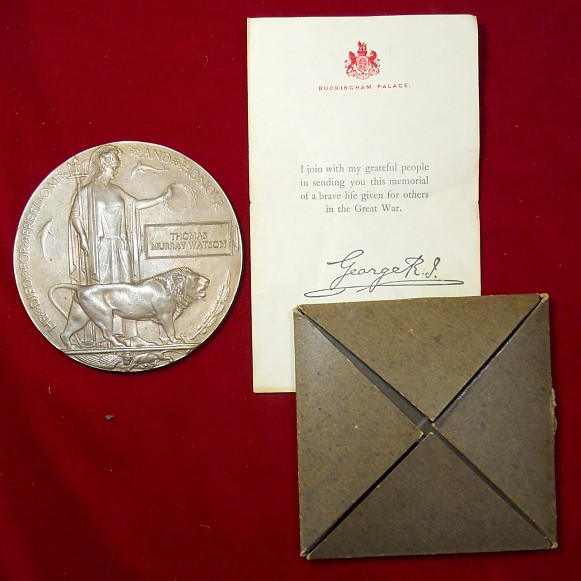 HE DIED FOR FREEDOM AND HONOUR
THOMAS
MURRAY WATSON
BUCKINGHAM PALACE.
I join with my grateful people
in sending you this memorial
of a brave life given for others
in the Great War.
George R.I.